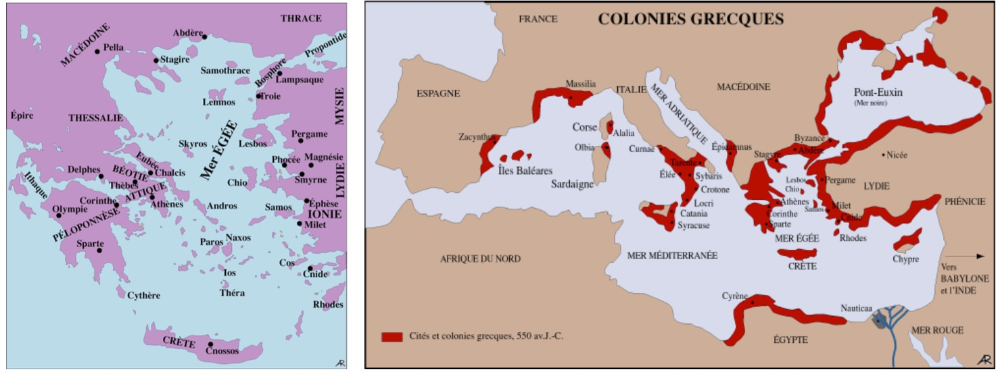 THRACE
MACÉDOINE
Pella
Abdère
Propontide
Stagire
Samothrace
Bosphore
Lampsaque
Troie
Lemnos
MYSIE
Épire
THESSALIE
Mer ÉGÉE
Pergame
Skyros
Lesbos
Eubée
Phocée
Magnésie
Delphes
BÉOTIE
Chalcis
Smyrne
LYDIE
Ithaque
Thèbes
ATTIQUE
Chio
Corinthe
Athènes
Andros
Samos
Éphèse
Olympie
IONIE
PÉLOPONNÈSE
Milet
Sparte
Paros
Naxos
Cos
Cnide
Ios
Théra
Cythère
Rhodes
CRÈTE
Cnossos
AR
COLONIES GRECQUES
FRANCE
ESPAGNE
Massilia
ITALIE
MER ADRIATIQUE
MACÉDOINE
Pont-Euxin
(Mer noire)
Corse
Alalia
Zacynthus
Olbia
Curnae
Épidamnus
Byzance
Abdère
Stagyre
Nicée
Îles Baléares
Tarente
Sardaigne
Élée
Sybaris
Lesbos
Pergame
Chio
LYDIE
Crotone
Locri
Athènes
Samos
Milet
PHÉNICIE
Catania
Corinthe
Cnide
Syracuse
Sparte
MER ÉGÉE
Rhodes
AFRIQUE DU NORD
MER MÉDITERRANÉE
CRÈTE
Chypre
Vers
BABYLONE
et l'INDE
Cyrène
Nauticaa
Cités et colonies grecques, 550 av.J.-C.
ÉGYPTE
MER ROUGE
AR